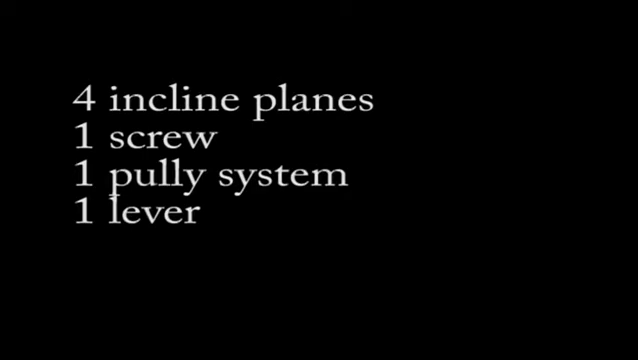 4 incline planes
1 screw
1 pully system
1 lever